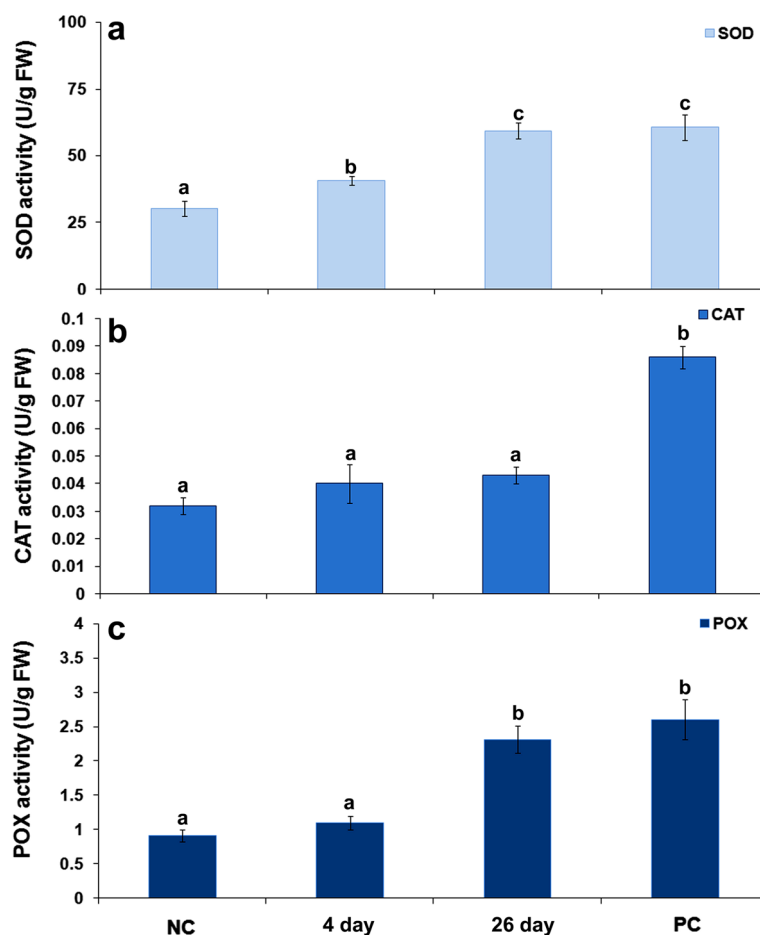 a
SOD
SOD activity (U/g FW)
100
75
50
25
0
a
b
c
c
b
CAT
CAT activity (U/g FW)
0.1
0.09
0.08
0.07
0.06
0.05
0.04
0.03
0.02
0.01
0
a
a
a
b
c
POX
POX activity (U/g FW)
4
3.5
3
2.5
2
1.5
1
0.5
0
a
a
b
b
NC 4 day 26 day PC